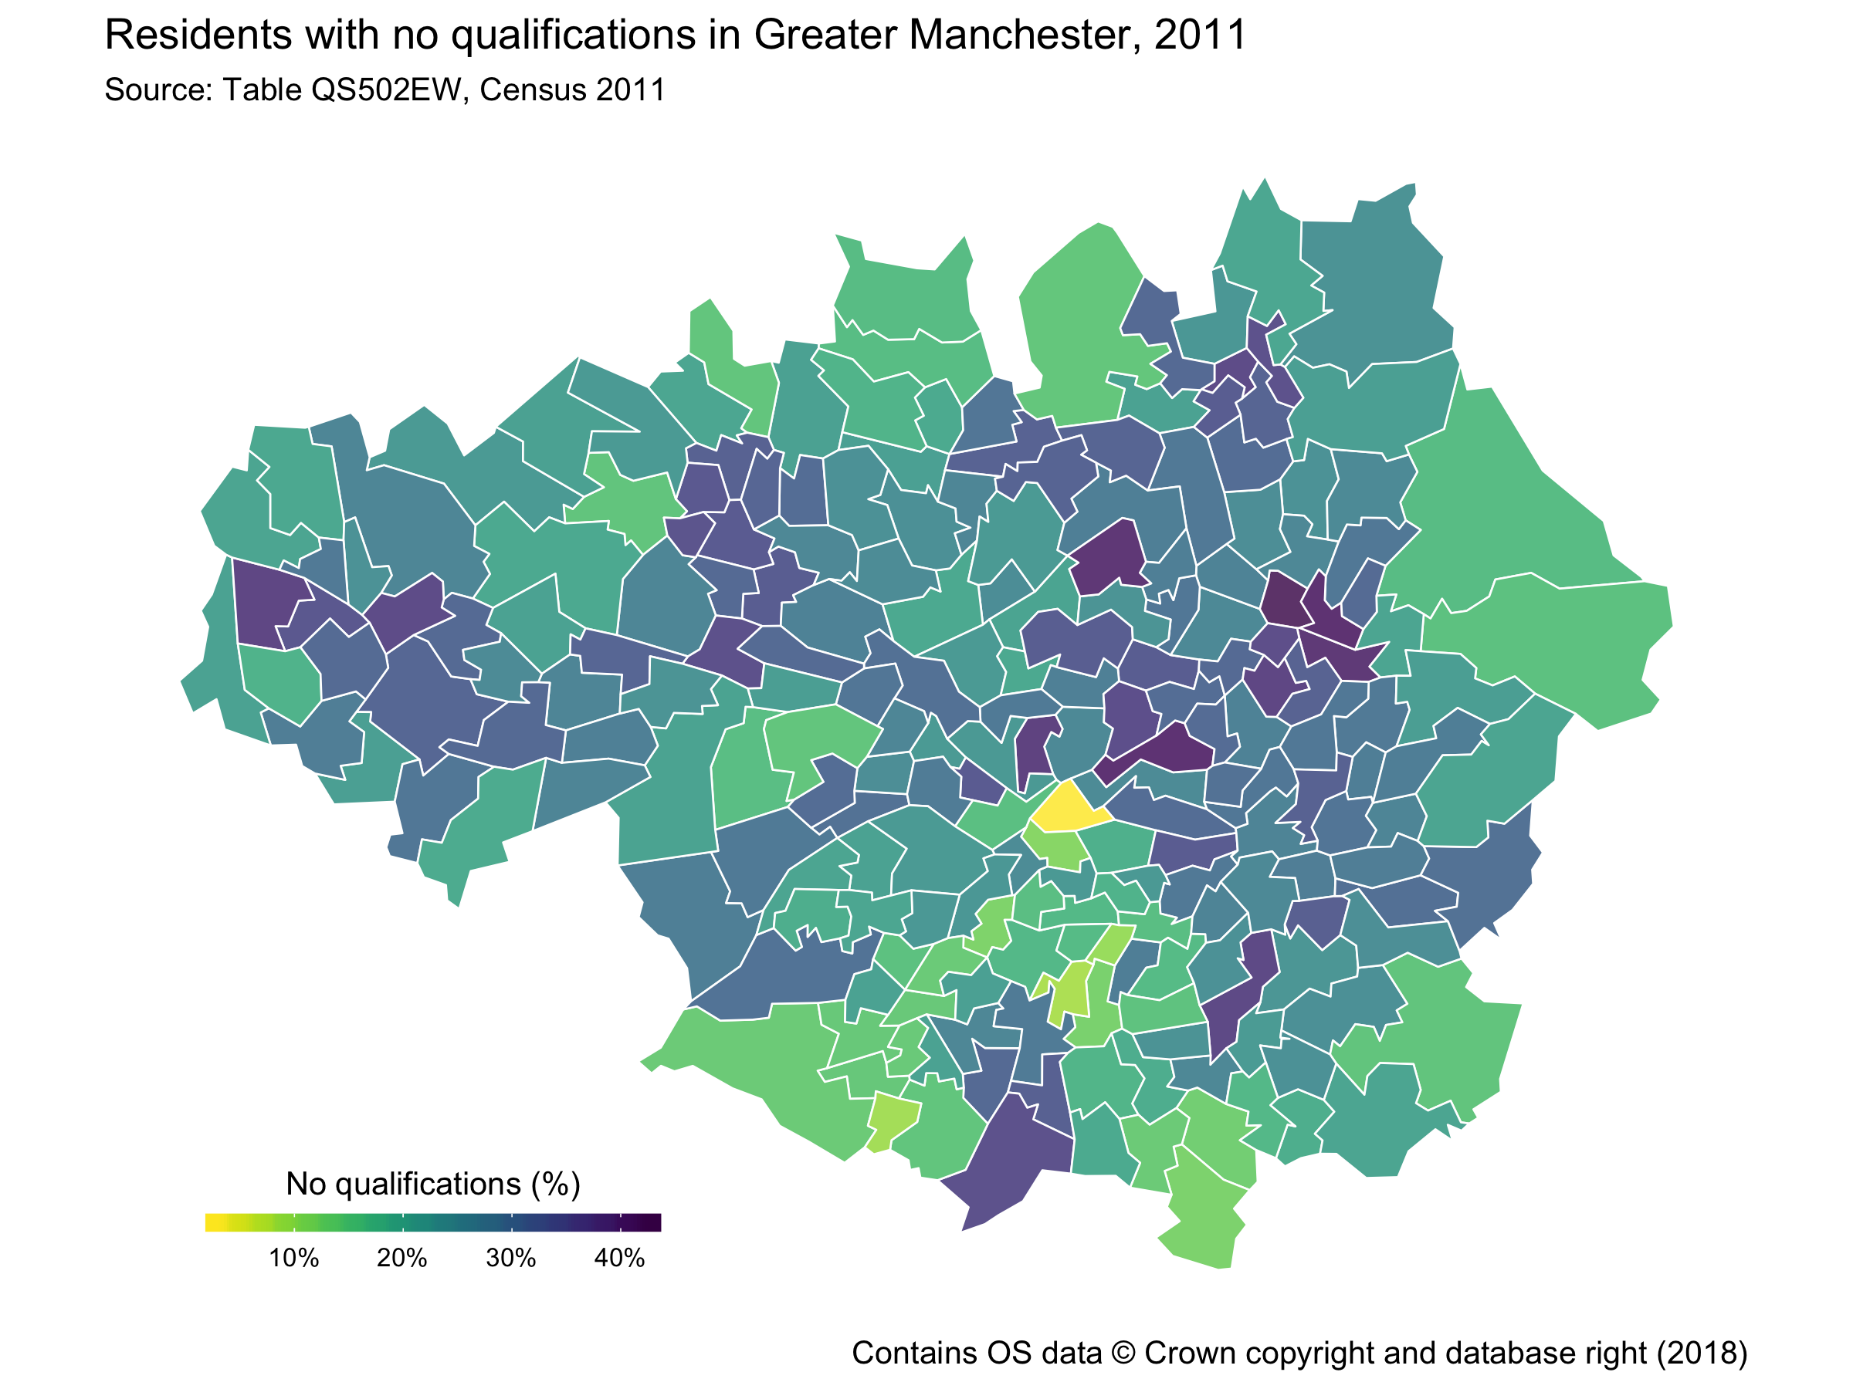 Residents with no qualifications in Greater Manchester, 2011
Source: Table QS502EW, Census 2011
No qualifications (%)
10% 20% 30% 40%
Contains OS data © Crown copyright and database right (2018)